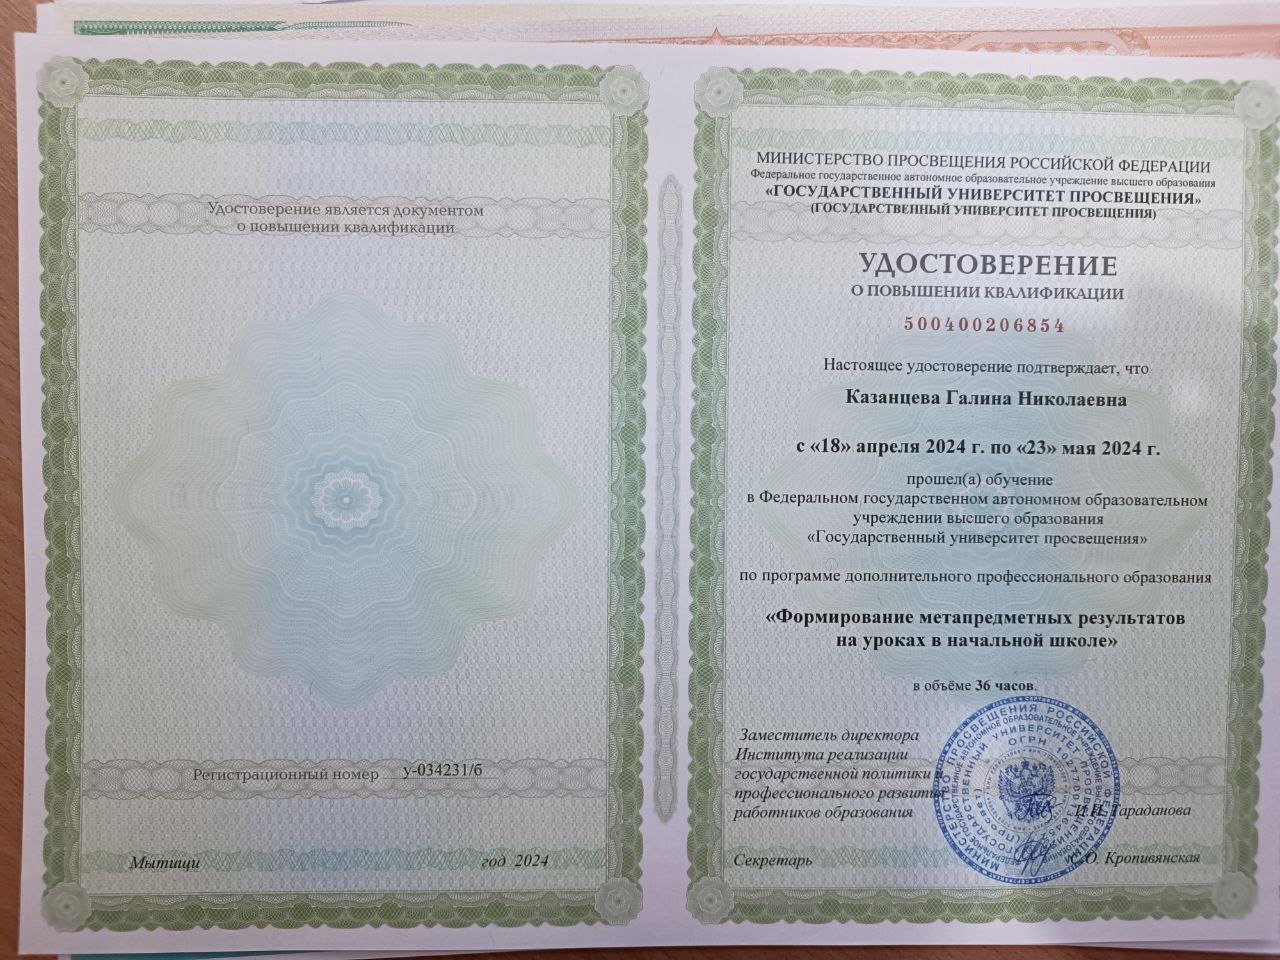 Удостоверение является документом
о повышении квалификации
Регистрационный номер у-034231/б
Мытищи год 2024
МИНИСТЕРСТВО ПРОСВЕЩЕНИЯ РОССИЙСКОЙ ФЕДЕРАЦИИ
Федеральное государственное автономное образовательное учреждение высшего образования
«ГОСУДАРСТВЕННЫЙ УНИВЕРСИТЕТ ПРОСВЕЩЕНИЯ»
(ГОСУДАРСТВЕННЫЙ УНИВЕРСИТЕТ ПРОСВЕЩЕНИЯ)
УДОСТОВЕРЕНИЕ
О ПОВЫШЕНИИ КВАЛИФИКАЦИИ
500400206854
Настоящее удостоверение подтверждает, что
Казанцева Галина Николаевна
с «18» апреля 2024 г. по «23» мая 2024 г.
прошел(а) обучение
в Федеральном государственном автономном образовательном
учреждении высшего образования
«Государственный университет просвещения»
по программе дополнительного профессионального образования
«Формирование метапредметных результатов
на уроках в начальной школе»
в объёме 36 часов.
Заместитель директора
Института реализации
государственной политики и
профессионального развития
работников образования И.И. Тараданова
Секретарь С.О. Кропивянская